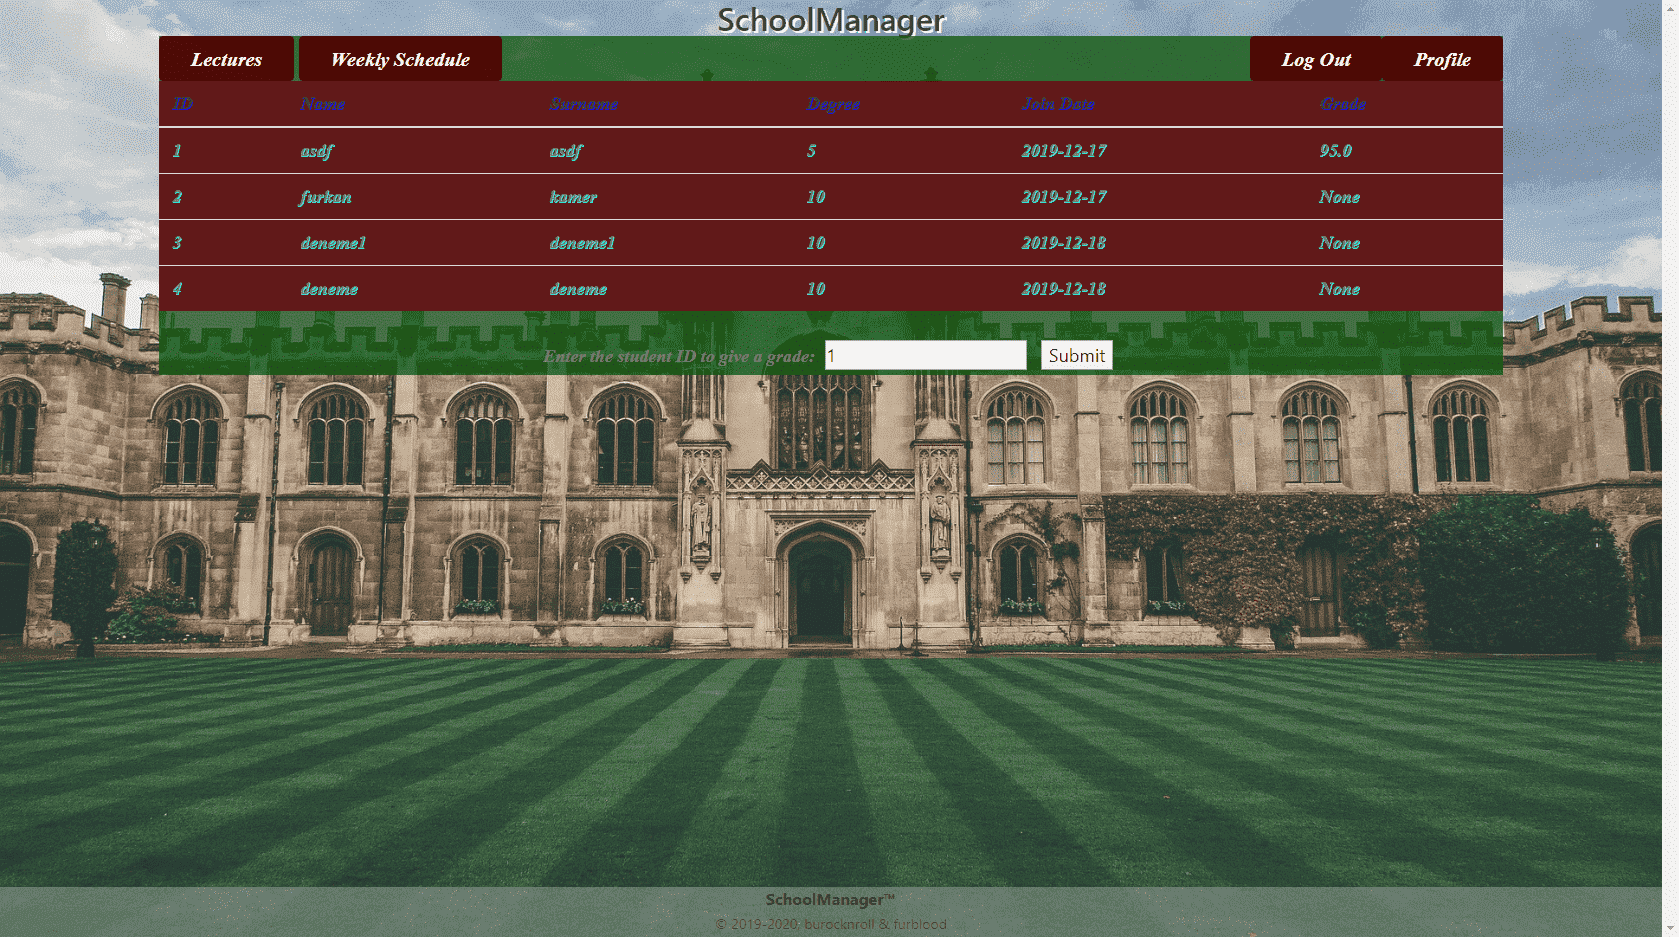 SchoolManager
Lectures Weekly Schedule Log Out Profile
ID Name Surname Degree Join Date Grade
1 asdf asdf 5 2019-12-17 95.0
2 furkan kamer 10 2019-12-17 None
3 deneme1 deneme1 10 2019-12-18 None
4 deneme deneme 10 2019-12-18 None
Enter the student ID to give a grade: 1 Submit
SchoolManager™
© 2019-2020, burocknroll & furblood